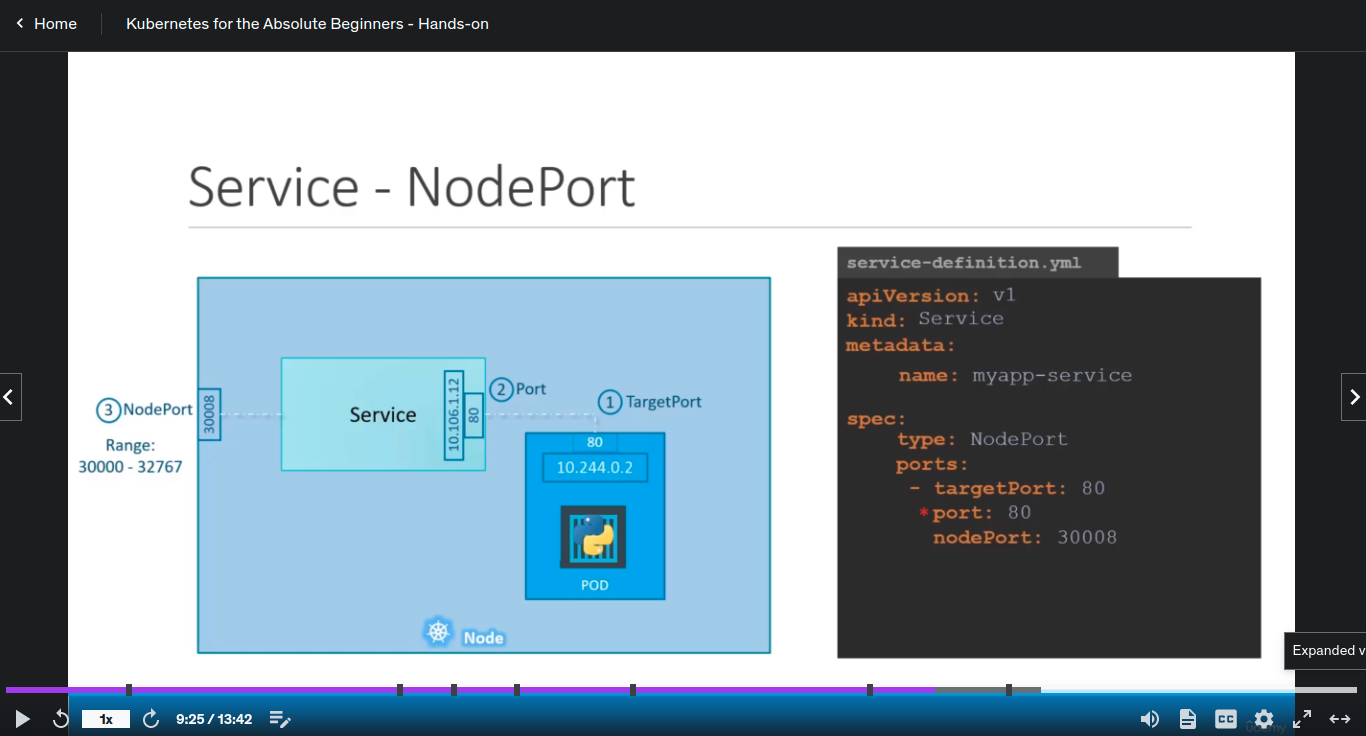 Home
Kubernetes for the Absolute Beginners - Hands-on
Service - NodePort
3 NodePort
Range:
30000 - 32767
30008
Service
10.106.1.12
80
2 Port
1 TargetPort
80
10.244.0.2
POD
Node
service-definition.yml
apiVersion: v1
kind: Service
metadata:
name: myapp-service
spec:
type: NodePort
ports:
- targetPort: 80
*port: 80
nodePort: 30008
Expanded v
1x
9:25 / 13:42
CC